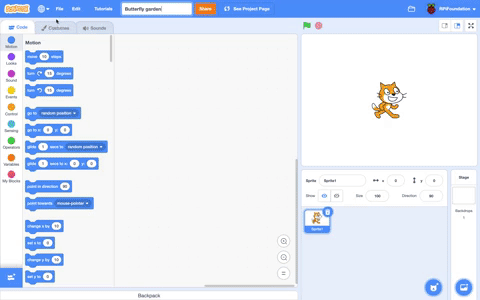 SCRATCH
File
Edit
Tutorials
Butterfly garden
Share
See Project Page
RPiFoundation
Code
Costumes
Sounds
Motion
Looks
Sound
Events
Control
Sensing
Operators
Variables
My Blocks
Motion
move 10 steps
turn 15 degrees
turn 15 degrees
go to random position
go to x: 0 y: 0
glide 1 secs to random position
glide 1 secs to x: 0 y: 0
point in direction 90
point towards mouse-pointer
change x by 10
set x to 0
change y by 10
set y to 0
Sprite
Sprite1
x
0
y
0
Show
Size
100
Direction
90
Sprite1
Stage
Backdrops
1
Backpack